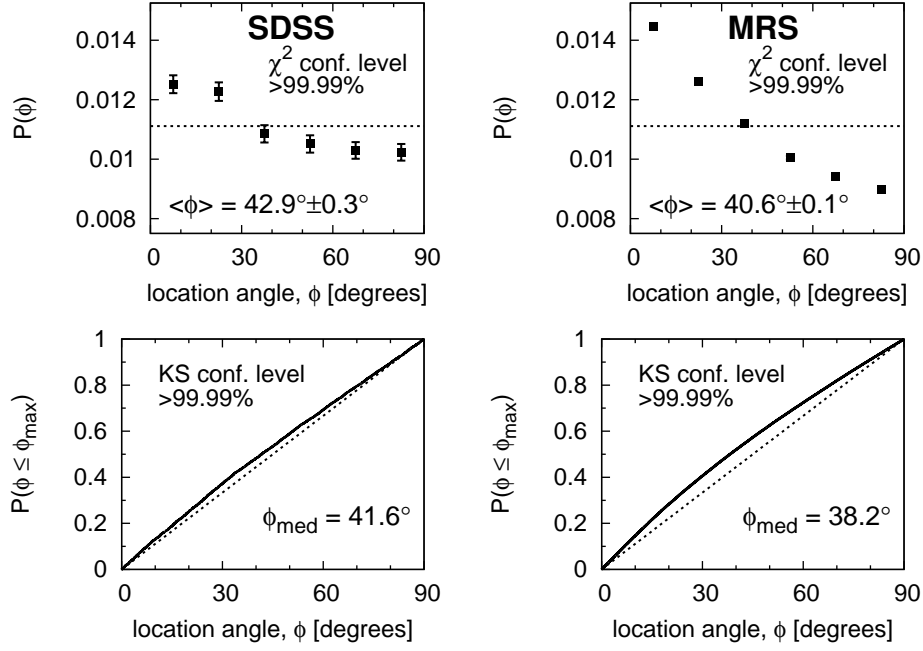 SDSS
χ² conf. level
>99.99%
0.014
0.012
0.01
0.008
P(ϕ)
<ϕ> = 42.9°±0.3°
0 30 60 90
location angle, ϕ [degrees]
MRS
χ² conf. level
>99.99%
0.014
0.012
0.01
0.008
P(ϕ)
<ϕ> = 40.6°±0.1°
0 30 60 90
location angle, ϕ [degrees]
KS conf. level
>99.99%
1
0.8
0.6
0.4
0.2
0
P(ϕ ≤ ϕmax)
ϕmed = 41.6°
0 30 60 90
location angle, ϕ [degrees]
KS conf. level
>99.99%
1
0.8
0.6
0.4
0.2
0
P(ϕ ≤ ϕmax)
ϕmed = 38.2°
0 30 60 90
location angle, ϕ [degrees]